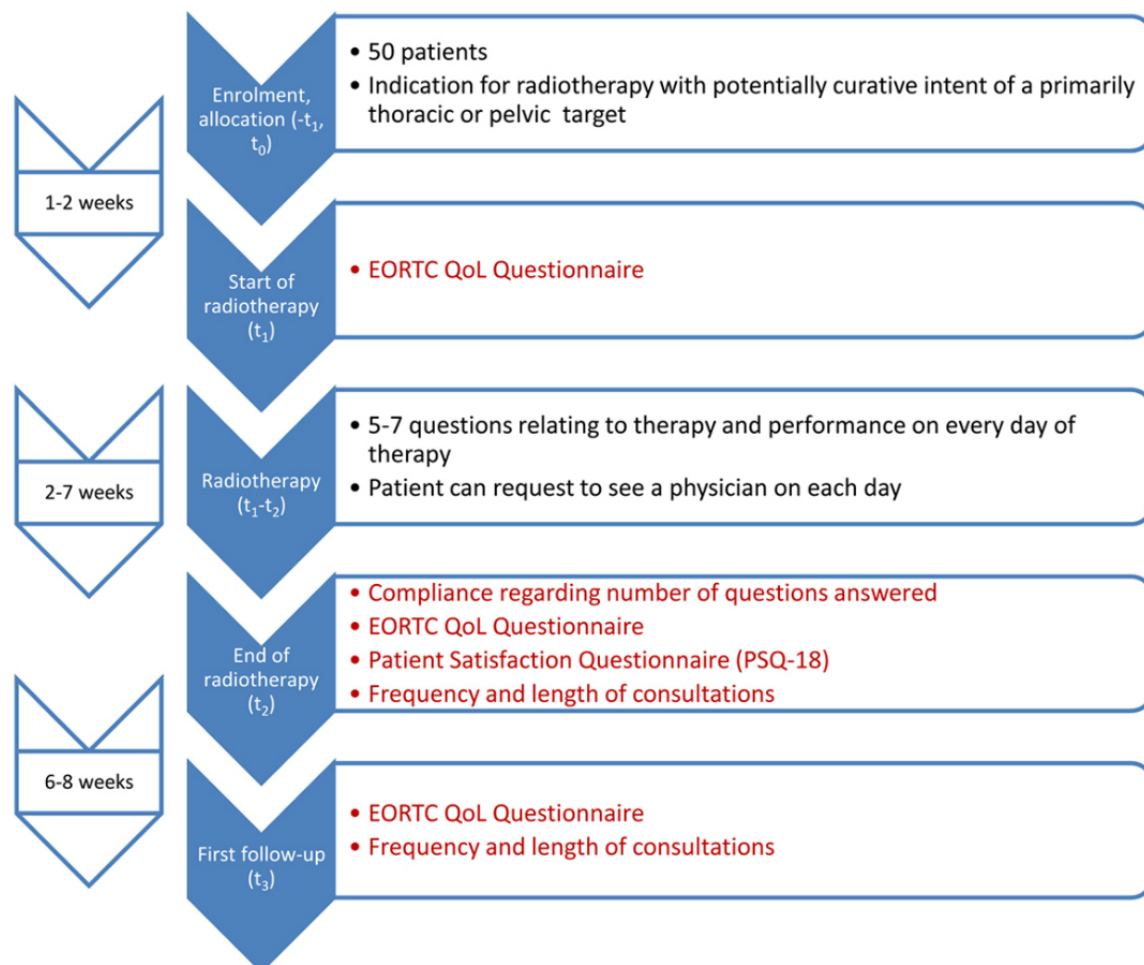 Enrolment,
allocation (-t₁,
t₀)
• 50 patients
• Indication for radiotherapy with potentially curative intent of a primarily
thoracic or pelvic target
1-2 weeks
Start of
radiotherapy
(t₁)
• EORTC QoL Questionnaire
2-7 weeks
Radiotherapy
(t₁-t₂)
• 5-7 questions relating to therapy and performance on every day of
therapy
• Patient can request to see a physician on each day
End of
radiotherapy
(t₂)
• Compliance regarding number of questions answered
• EORTC QoL Questionnaire
• Patient Satisfaction Questionnaire (PSQ-18)
• Frequency and length of consultations
6-8 weeks
First follow-up
(t₃)
• EORTC QoL Questionnaire
• Frequency and length of consultations